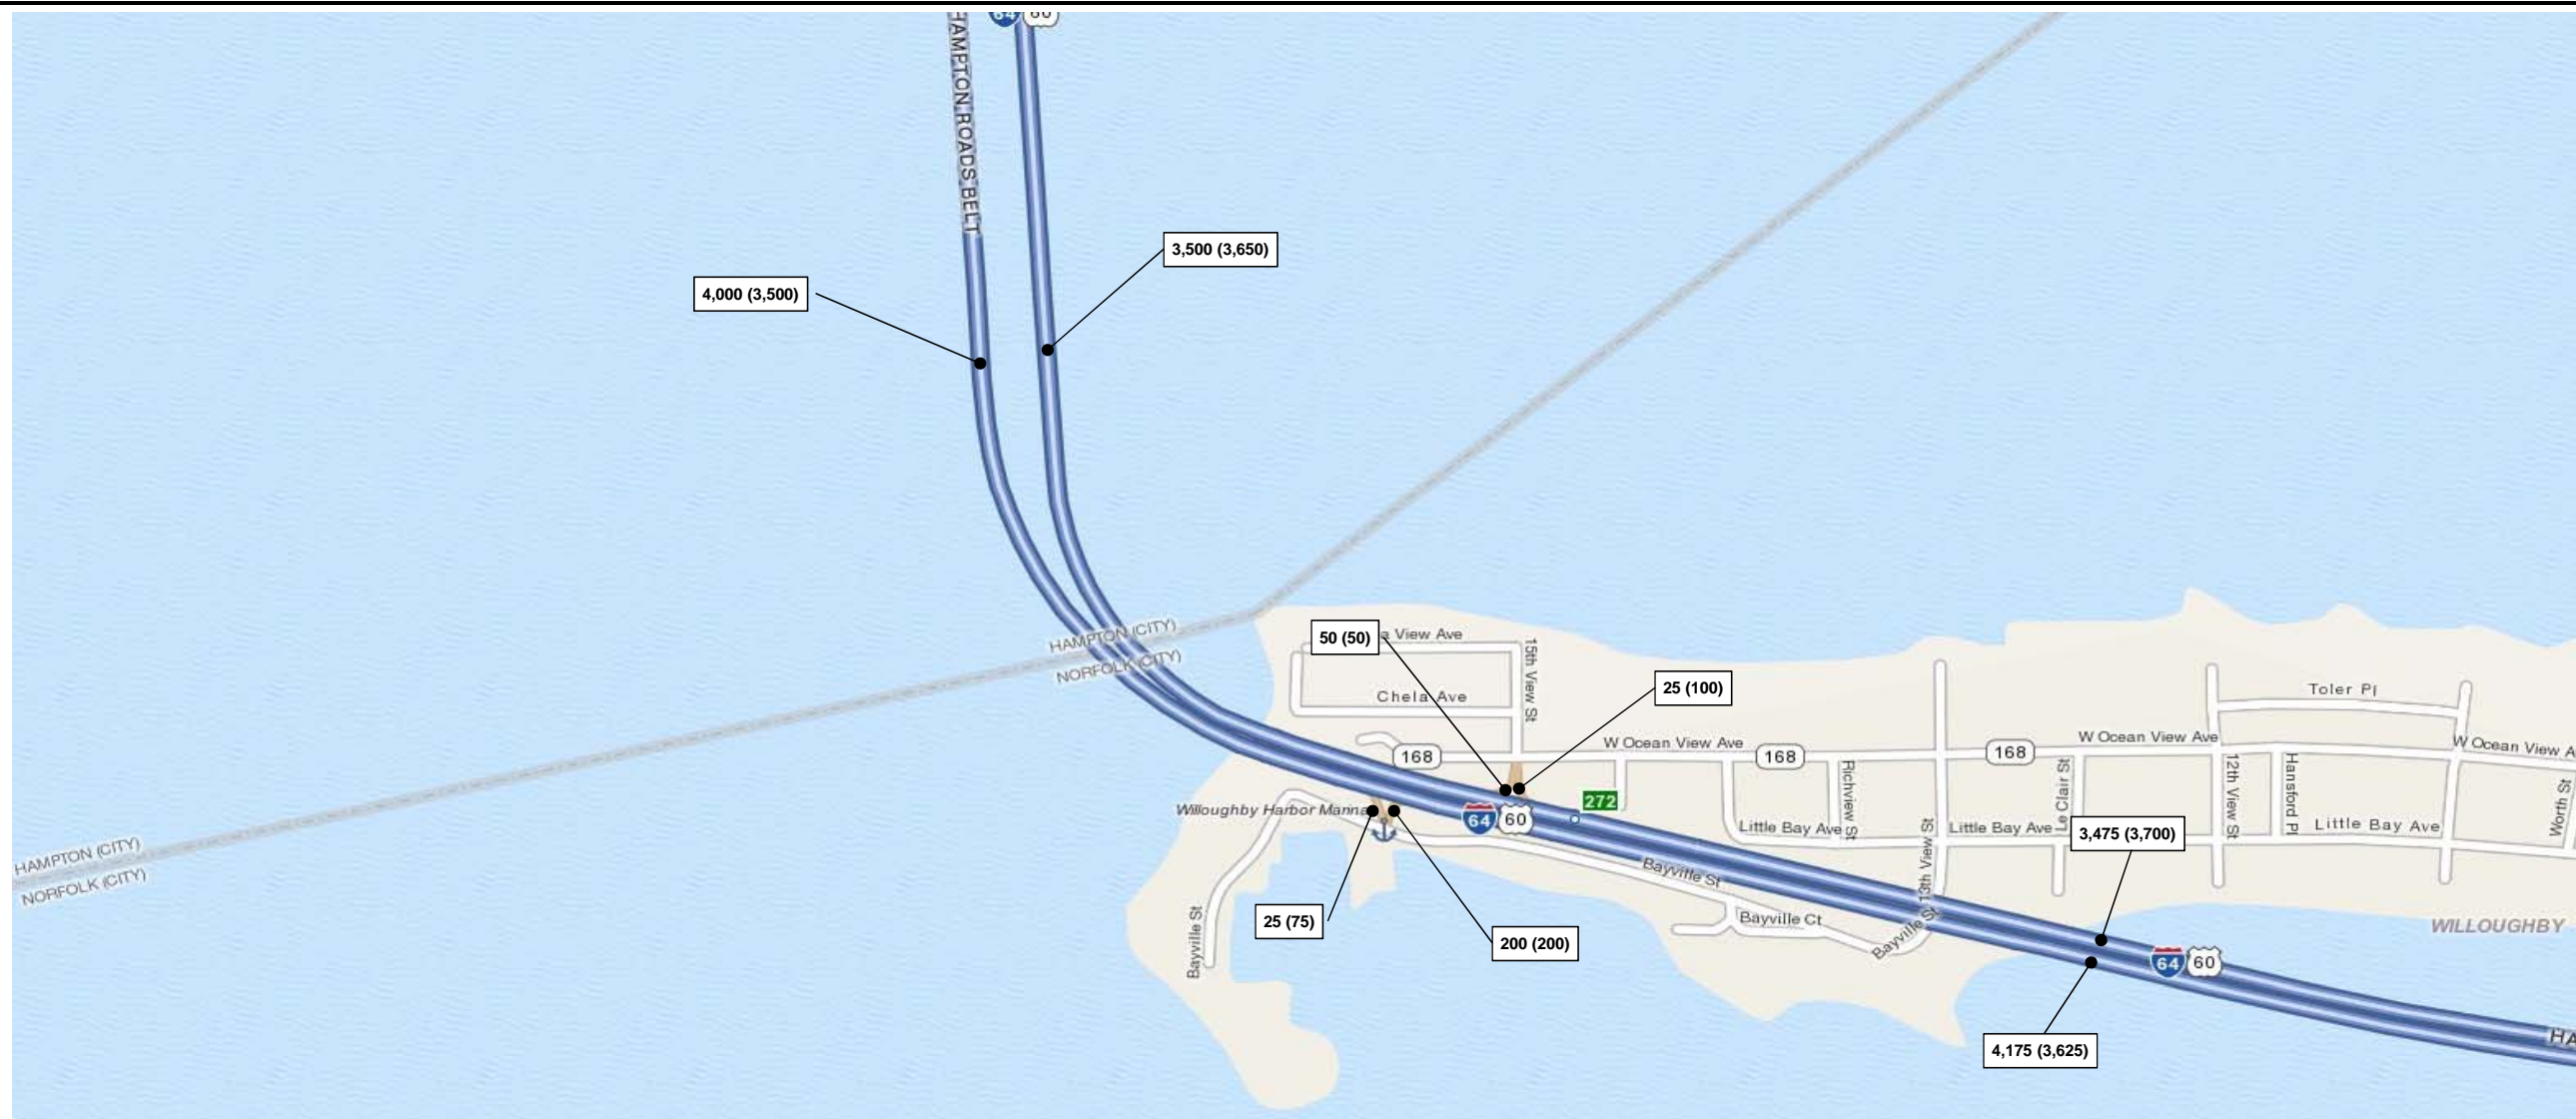 64 60
HAMPTON ROADS BELT
3,500 (3,650)
4,000 (3,500)
HAMPTON (CITY)
NORFOLK (CITY)
50 (50)
a View Ave
15th View St
25 (100)
Chela Ave
Toler Pl
168
W Ocean View Ave
168
168
W Ocean View Ave
W Ocean View A
Willoughby Harbor Marina
64 60
272
Richview St
Le Clair St
12th View St
Hansford Pl
Worth St
Little Bay Ave
13th View St
Little Bay Ave
3,475 (3,700)
Little Bay Ave
HAMPTON (CITY)
NORFOLK (CITY)
Bayville St
25 (75)
200 (200)
Bayville St
Bayville Ct
Bayville St
WILLOUGHBY
64 60
4,175 (3,625)
HA